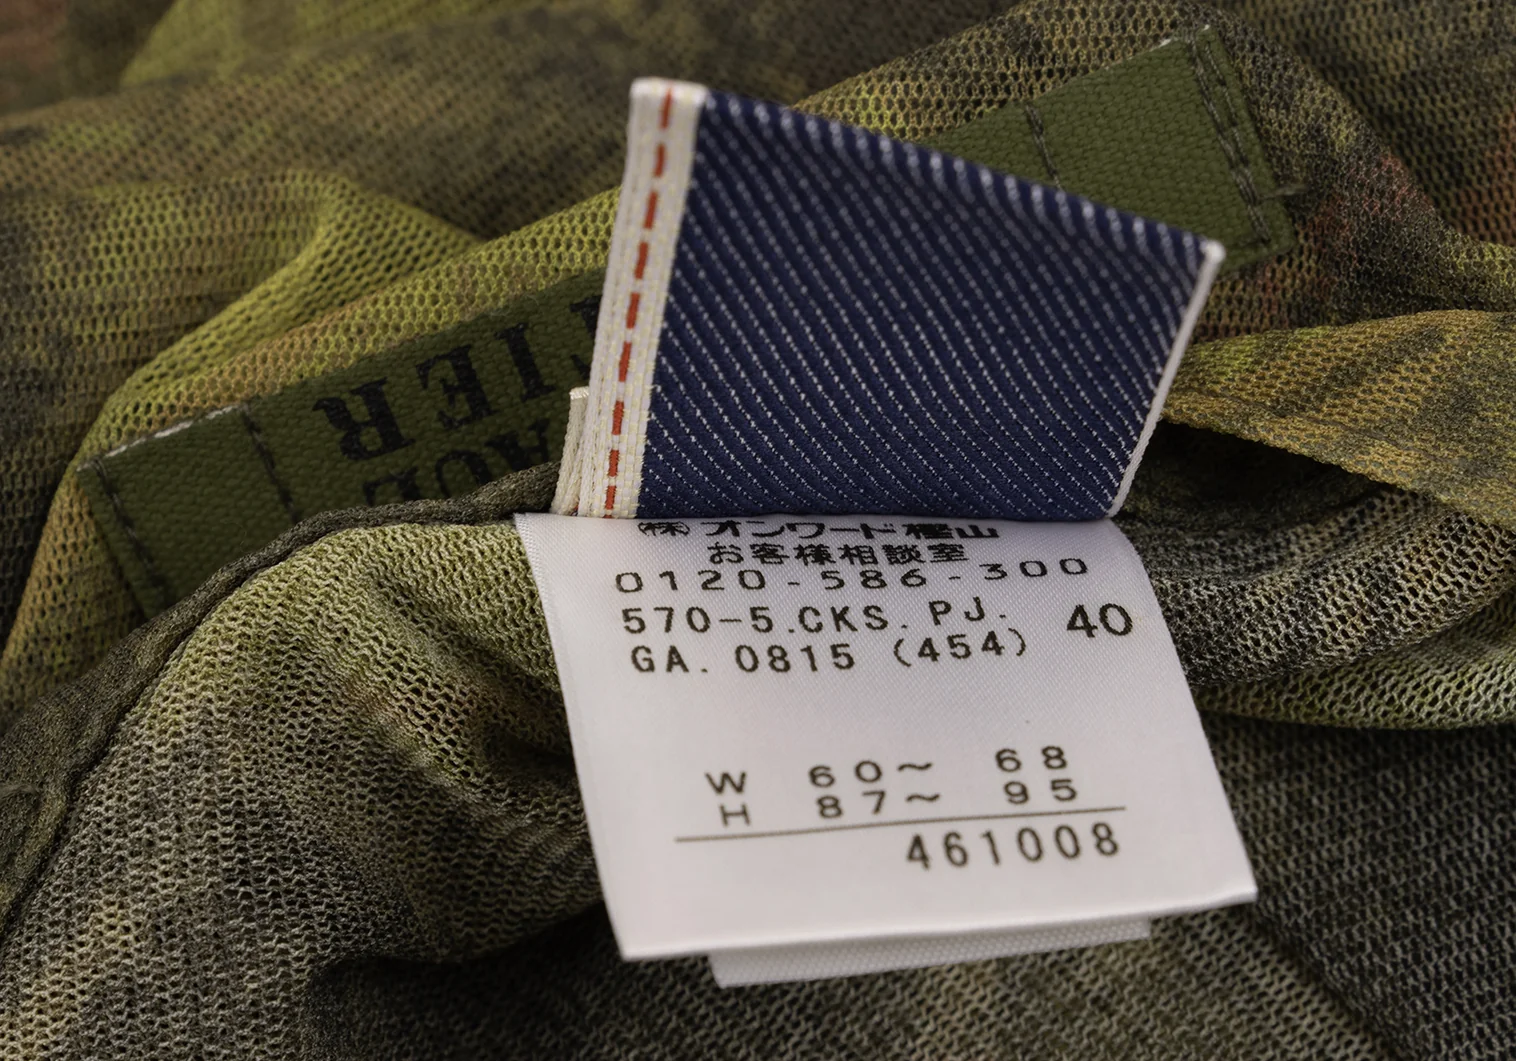 ㈱オンワード樫山
お客様相談室
0120-586-300
570-5.CKS.PJ. 40
GA.0815 (454)
W 60～ 68
H 87～ 95
461008